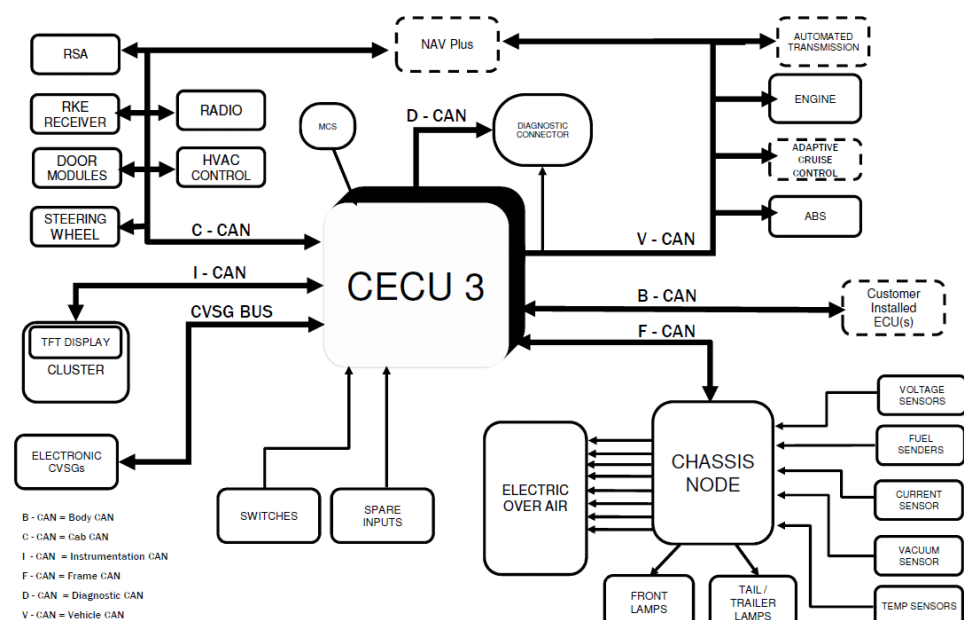 RSA
NAV Plus
AUTOMATED
TRANSMISSION
RKE
RECEIVER
RADIO
MCS
D - CAN
DIAGNOSTIC
CONNECTOR
ENGINE
DOOR
MODULES
HVAC
CONTROL
ADAPTIVE
CRUISE
CONTROL
STEERING
WHEEL
C - CAN
V - CAN
ABS
I - CAN
CECU 3
CVSG BUS
B - CAN
Customer
Installed
ECU(s)
F - CAN
TFT DISPLAY
CLUSTER
VOLTAGE
SENSORS
FUEL
SENDERS
ELECTRONIC
CVSGs
ELECTRIC
OVER AIR
CHASSIS
NODE
CURRENT
SENSOR
SWITCHES
SPARE
INPUTS
VACUUM
SENSOR
FRONT
LAMPS
TAIL /
TRAILER
LAMPS
TEMP SENSORS
B - CAN = Body CAN
C - CAN = Cab CAN
I - CAN = Instrumentation CAN
F - CAN = Frame CAN
D - CAN = Diagnostic CAN
V - CAN = Vehicle CAN